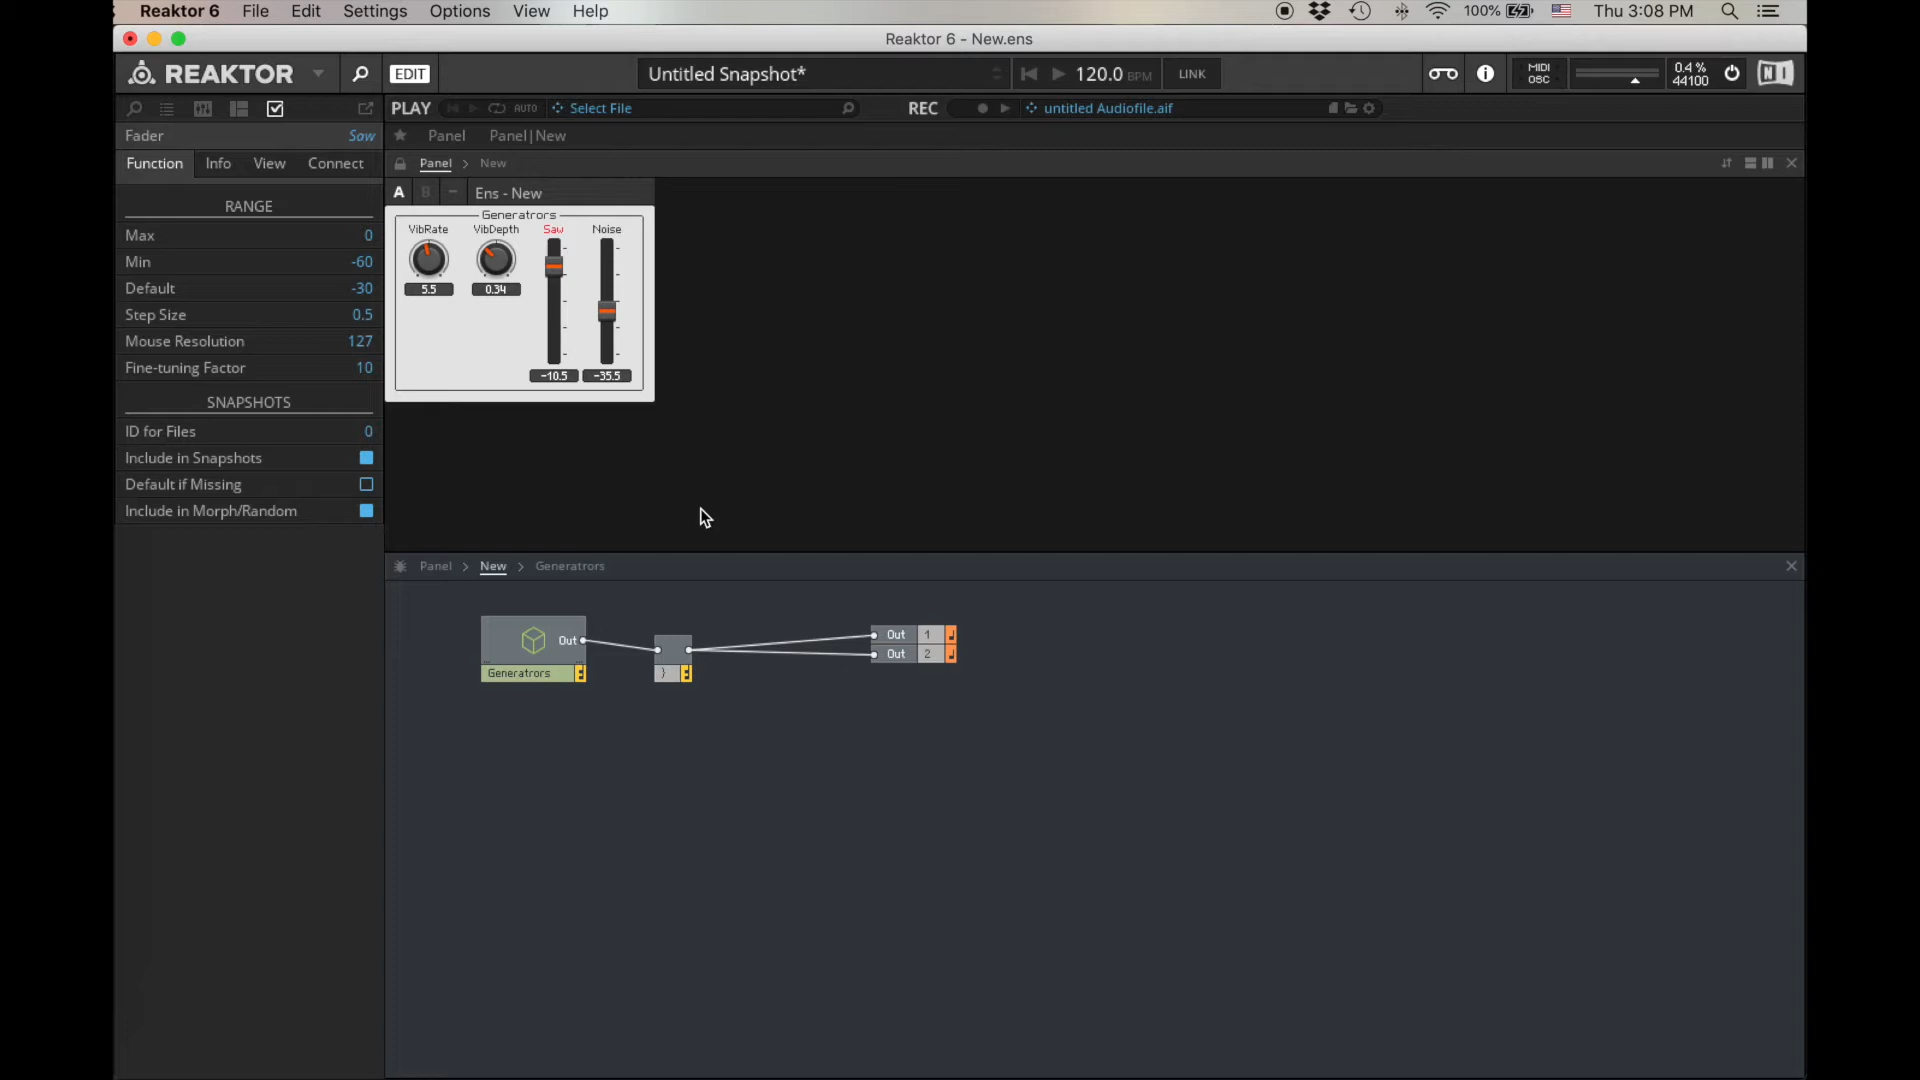 Reaktor 6 File Edit Settings Options View Help 100% Thu 3:08 PM
Reaktor 6 - New.ens
REAKTOR EDIT Untitled Snapshot* 120.0 BPM LINK MIDI OSC 0.4 % 44100 NI
PLAY AUTO Select File REC untitled Audiofile.aif
Fader Saw
Panel Panel|New
Function Info View Connect
Panel > New
A B Ens - New
RANGE
Max 0
Min -60
Default -30
Step Size 0.5
Mouse Resolution 127
Fine-tuning Factor 10
SNAPSHOTS
ID for Files 0
Include in Snapshots
Default if Missing
Include in Morph/Random
Generatrors
VibRate VibDepth Saw Noise
5.5 0.34
-10.5 -35.5
Panel > New > Generatrors
Out
Generatrors
}
Out 1
Out 2